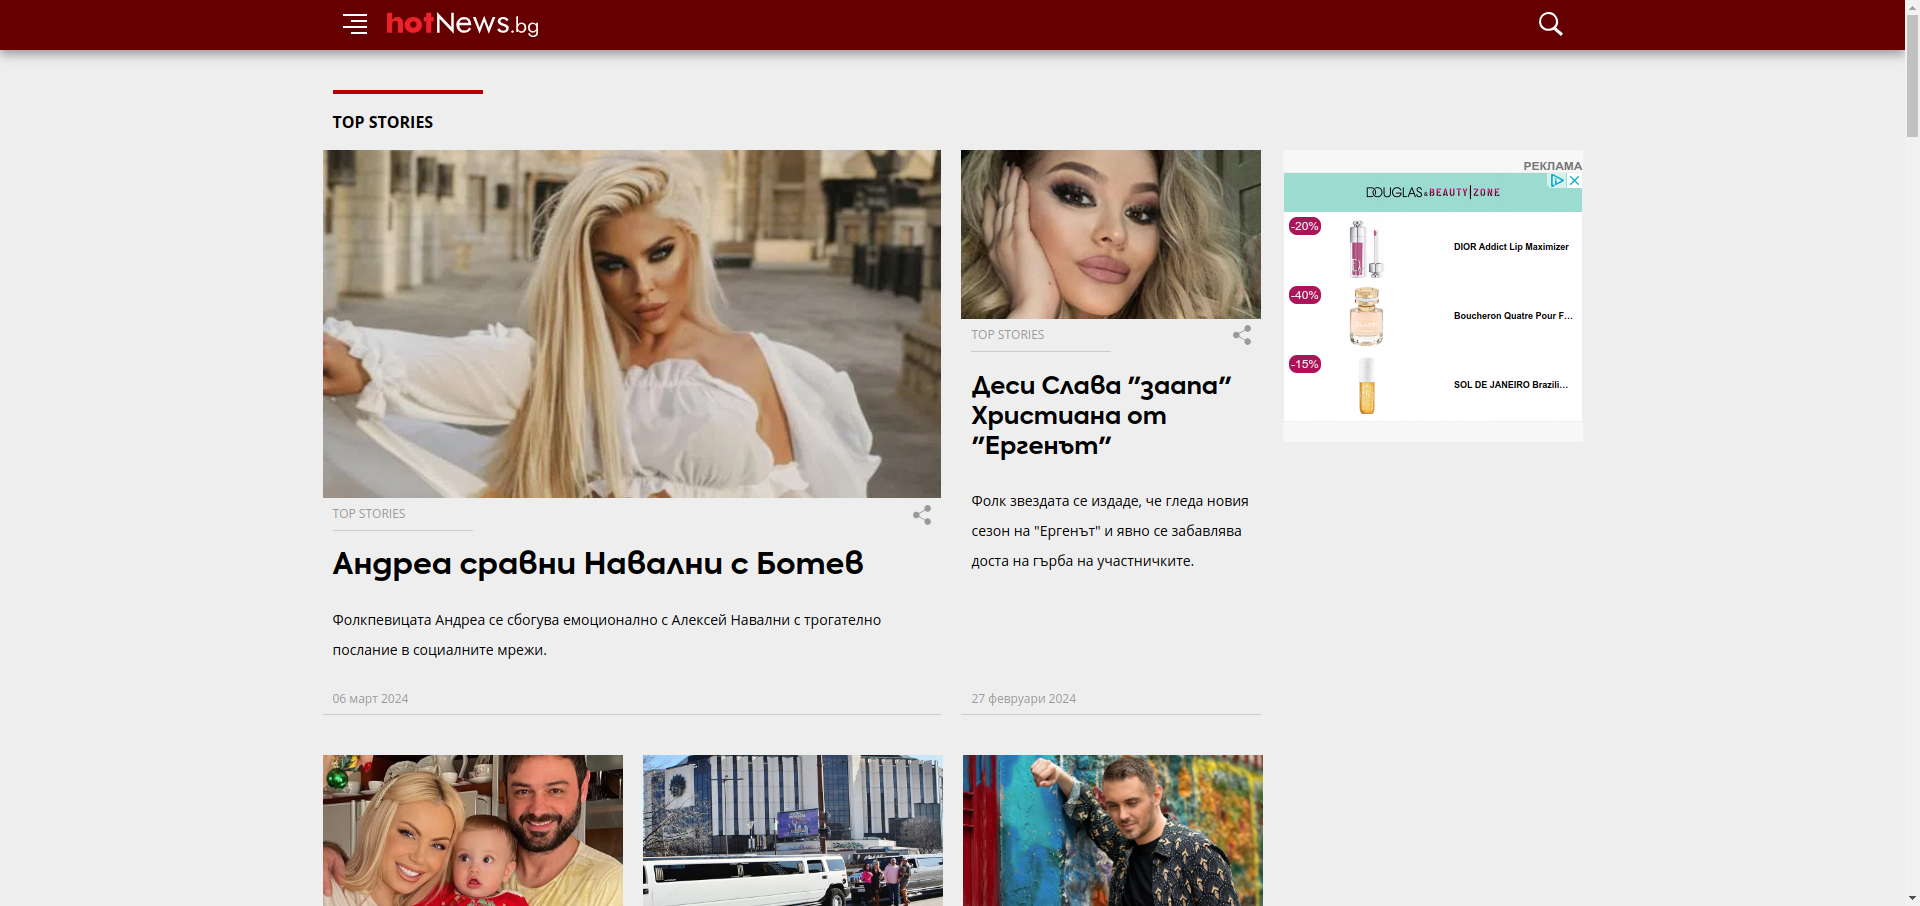 hotNews.bg
TOP STORIES
TOP STORIES
Андреа сравни Навални с Ботев
Фолкпевицата Андреа се сбогува емоционално с Алексей Навални с трогателно
послание в социалните мрежи.
06 март 2024
TOP STORIES
Деси Слава "заапа"
Християна от
"Ергенът"
Фолк звездата се издаде, че гледа новия
сезон на "Ергенът" и явно се забавлява
доста на гърба на участничките.
27 февруари 2024
РЕКЛАМА
DOUGLAS & BEAUTY|ZONE
-20%
DIOR Addict Lip Maximizer
-40%
Boucheron Quatre Pour F...
-15%
SOL DE JANEIRO Brazili...